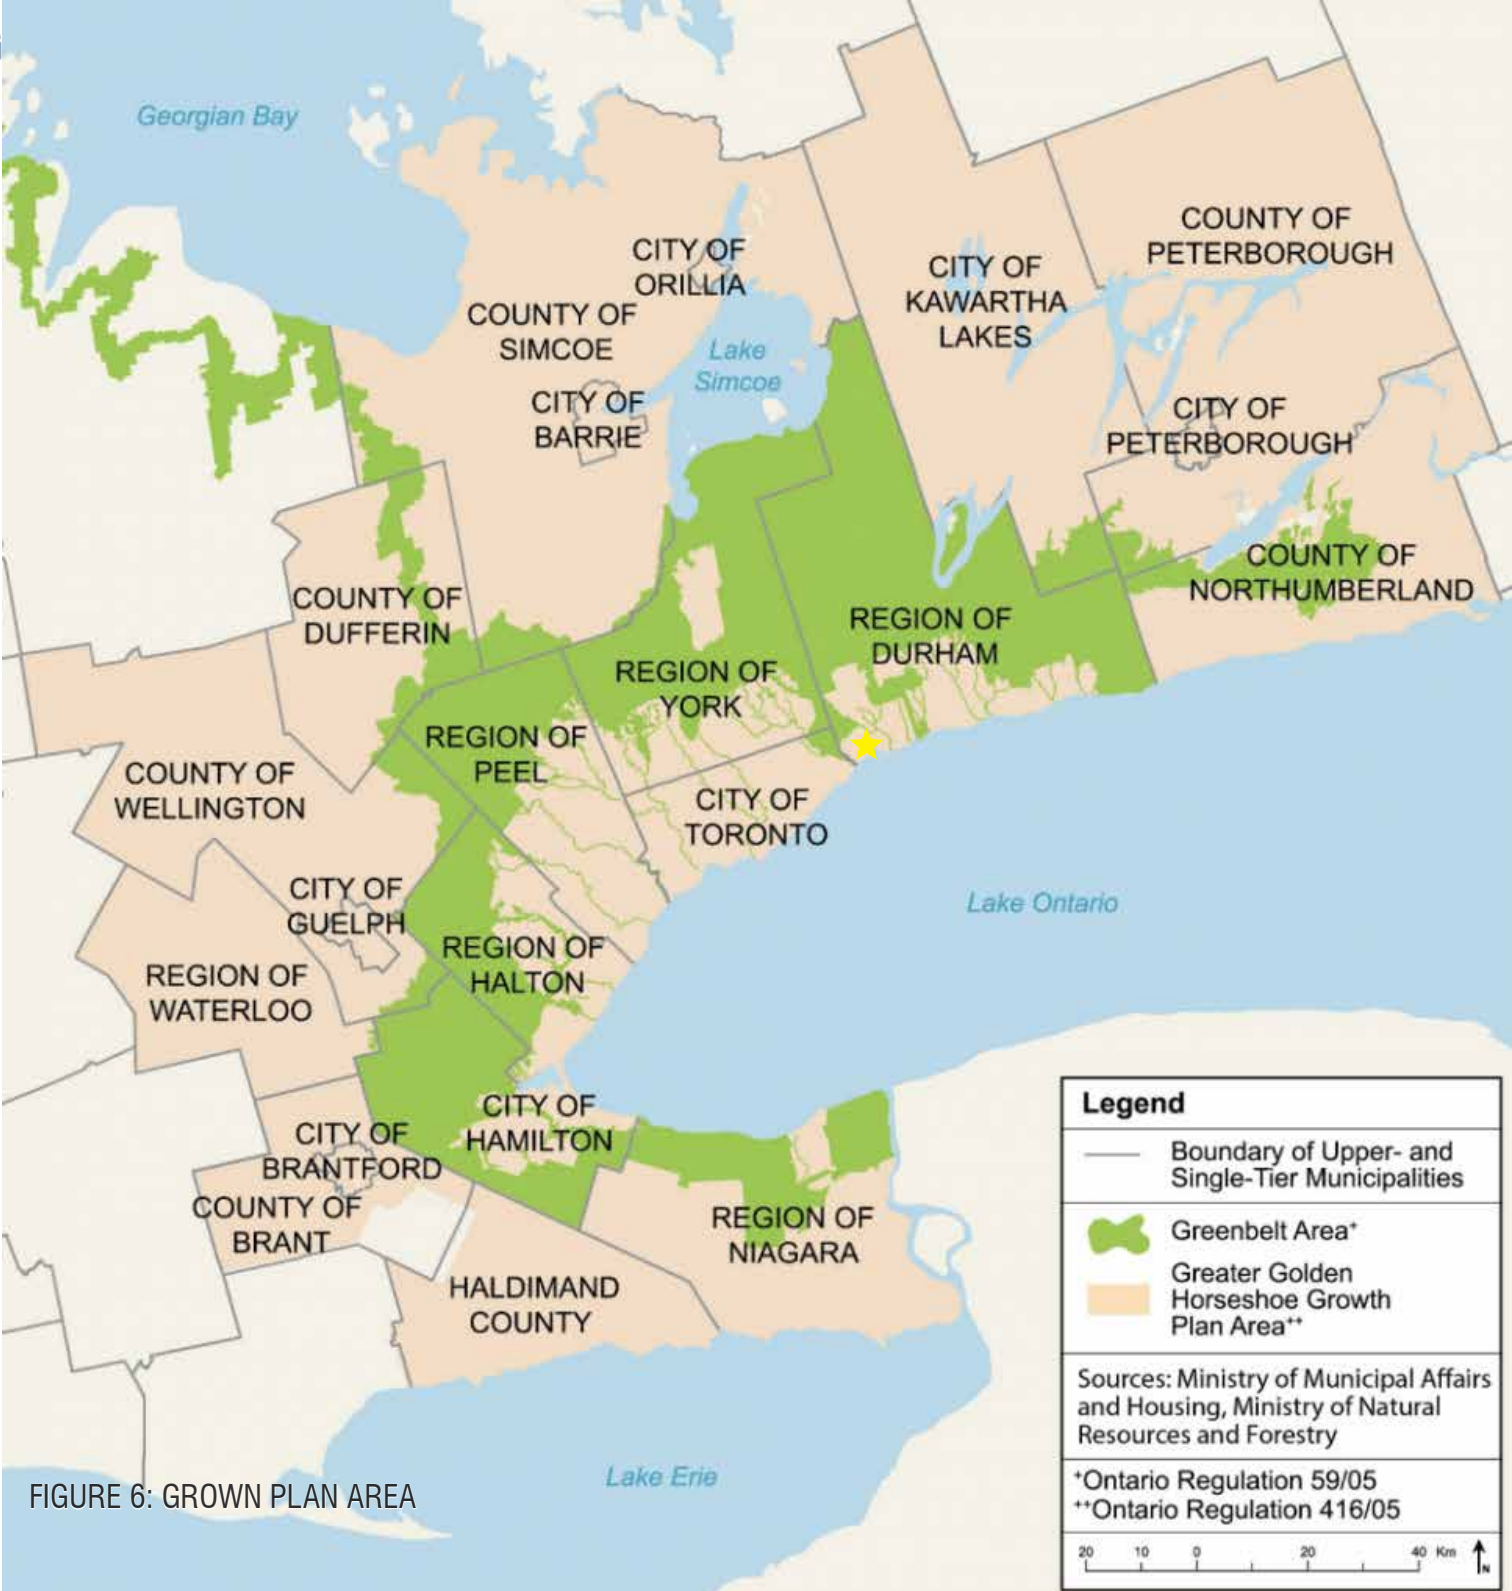 Georgian Bay
COUNTY OF
PETERBOROUGH
CITY OF
ORILLIA
CITY OF
KAWARTHA
LAKES
COUNTY OF
SIMCOE
Lake
Simcoe
CITY OF
BARRIE
CITY OF
PETERBOROUGH
COUNTY OF
NORTHUMBERLAND
COUNTY OF
DUFFERIN
REGION OF
DURHAM
REGION OF
YORK
REGION OF
PEEL
COUNTY OF
WELLINGTON
CITY OF
TORONTO
CITY OF
GUELPH
Lake Ontario
REGION OF
HALTON
REGION OF
WATERLOO
CITY OF
HAMILTON
CITY OF
BRANTFORD
COUNTY OF
BRANT
REGION OF
NIAGARA
HALDIMAND
COUNTY
Lake Erie
FIGURE 6: GROWN PLAN AREA
Legend
Boundary of Upper- and
Single-Tier Municipalities
Greenbelt Area+
Greater Golden
Horseshoe Growth
Plan Area++
Sources: Ministry of Municipal Affairs
and Housing, Ministry of Natural
Resources and Forestry
+Ontario Regulation 59/05
++Ontario Regulation 416/05
20 10 0 20 40 Km
N